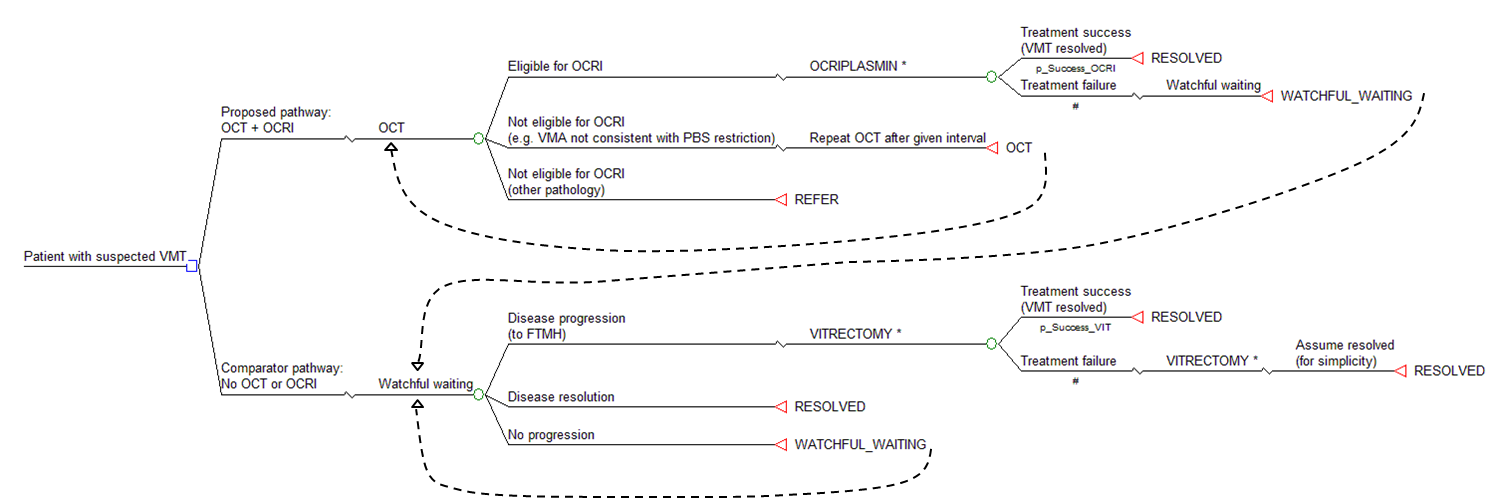 Patient with suspected VMT
Proposed pathway:
OCT + OCRI
OCT
Eligible for OCRI
OCRIPLASMIN *
Treatment success
(VMT resolved)
p_Success_OCRI
RESOLVED
Treatment failure
#
Watchful waiting
WATCHFUL_WAITING
Not eligible for OCRI
(e.g. VMA not consistent with PBS restriction)
Repeat OCT after given interval
OCT
Not eligible for OCRI
(other pathology)
REFER
Comparator pathway:
No OCT or OCRI
Watchful waiting
Disease progression
(to FTMH)
VITRECTOMY *
Treatment success
(VMT resolved)
p_Success_VIT
RESOLVED
Treatment failure
#
VITRECTOMY *
Assume resolved
(for simplicity)
RESOLVED
Disease resolution
RESOLVED
No progression
WATCHFUL_WAITING